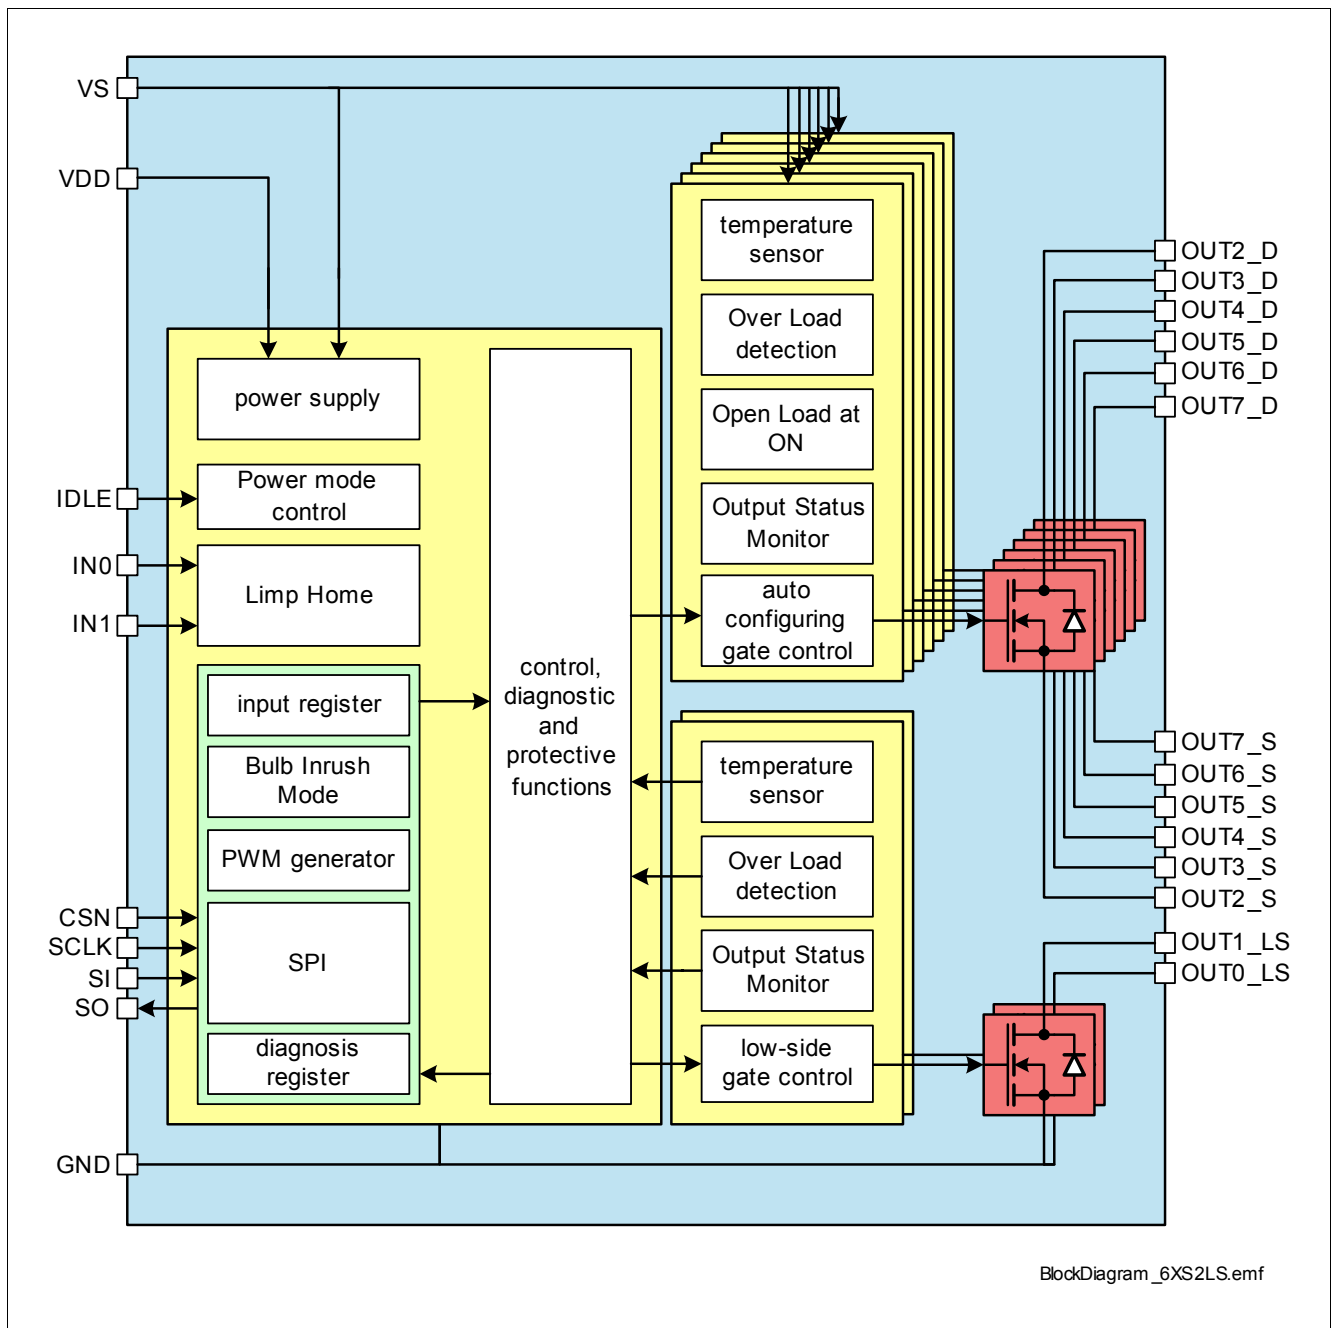 VS
VDD
IDLE
IN0
IN1
CSN
SCLK
SI
SO
GND
power supply
Power mode
control
Limp Home
input register
Bulb Inrush
Mode
PWM generator
SPI
diagnosis
register
control,
diagnostic
and
protective
functions
temperature
sensor
Over Load
detection
Open Load at
ON
Output Status
Monitor
auto
configuring
gate control
temperature
sensor
Over Load
detection
Output Status
Monitor
low-side
gate control
OUT2_D
OUT3_D
OUT4_D
OUT5_D
OUT6_D
OUT7_D
OUT7_S
OUT6_S
OUT5_S
OUT4_S
OUT3_S
OUT2_S
OUT1_LS
OUT0_LS
BlockDiagram_6XS2LS.emf